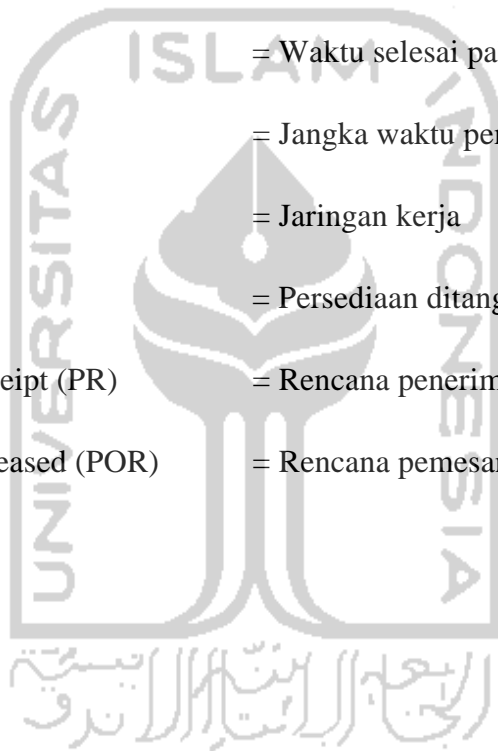 ISLAM
UNIVERSITAS
INDONESIA
= Waktu selesai pa
= Jangka waktu per
= Jaringan kerja
= Persediaan ditang
eipt (PR) = Rencana penerim
eased (POR) = Rencana pemesan